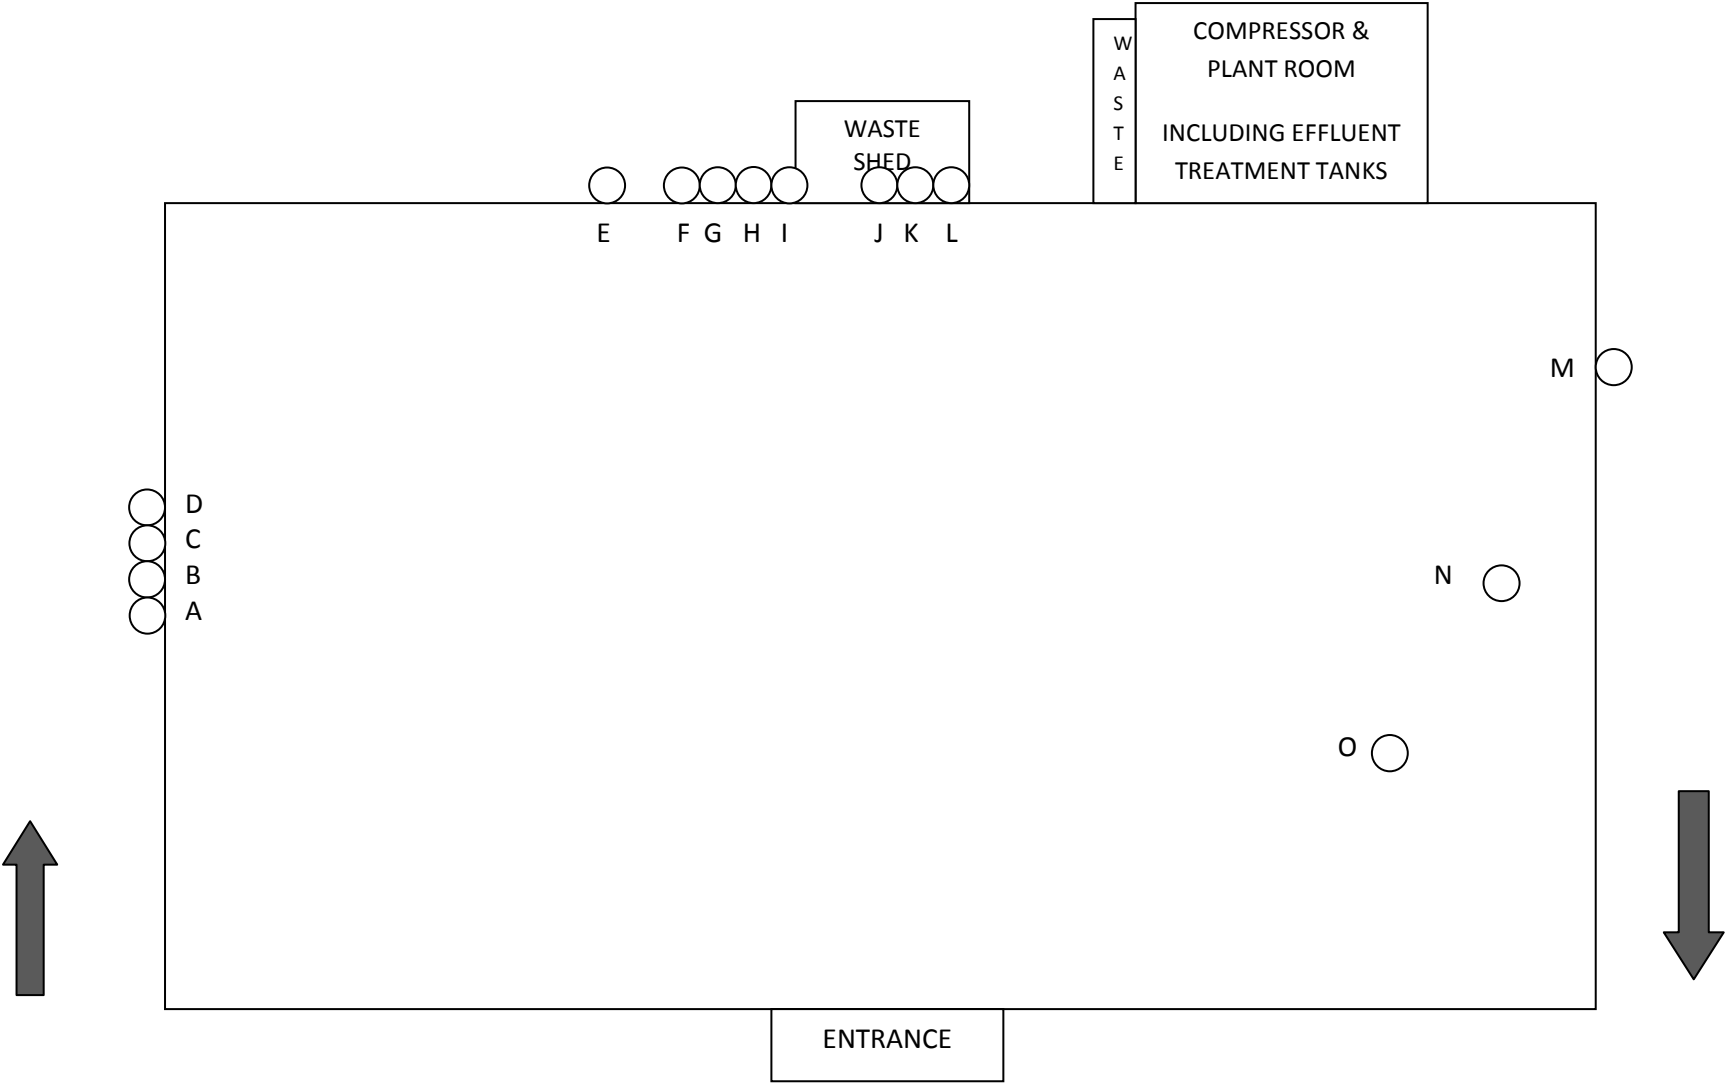 COMPRESSOR &
PLANT ROOM
INCLUDING EFFLUENT
TREATMENT TANKS
W
A
S
T
E
WASTE
SHED
E F G H I J K L
M
D
C
B
A
N
O
ENTRANCE